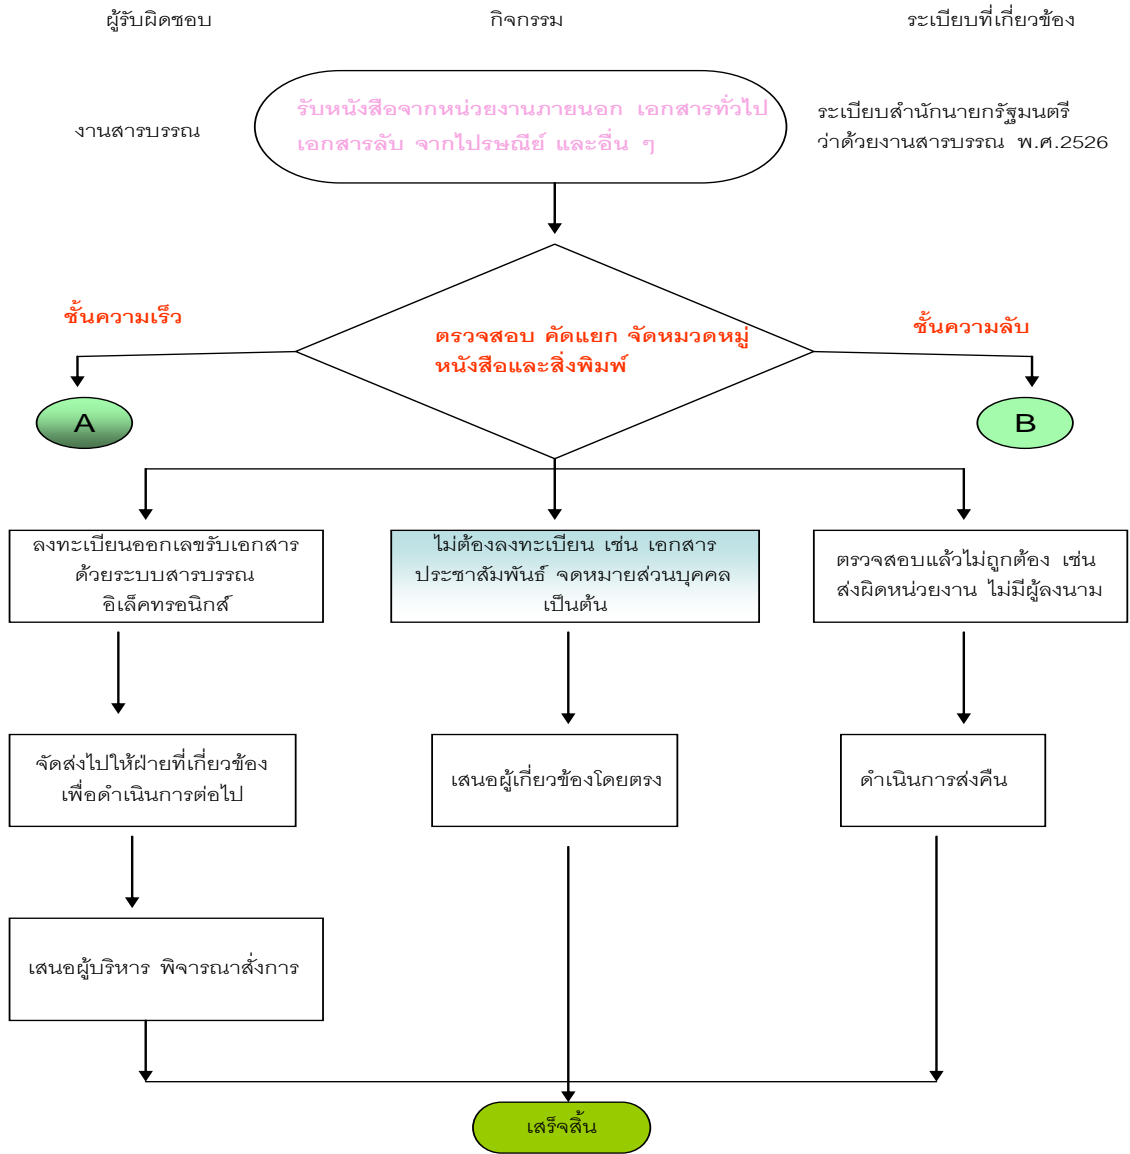 ผู้รับผิดชอบ กิจกรรม ระเบียบที่เกี่ยวข้อง
งานสารบรรณ
รับหนังสือจากหน่วยงานภายนอก เอกสารทั่วไป
เอกสารลับ จากไปรษณีย์ และอื่น ๆ
ระเบียบสำนักนายกรัฐมนตรี
ว่าด้วยงานสารบรรณ พ.ศ.2526
ชั้นความเร็ว
ตรวจสอบ คัดแยก จัดหมวดหมู่
หนังสือและสิ่งพิมพ์
ชั้นความลับ
A
B
ลงทะเบียนออกเลขรับเอกสาร
ด้วยระบบสารบรรณ
อิเล็คทรอนิกส์
ไม่ต้องลงทะเบียน เช่น เอกสาร
ประชาสัมพันธ์ จดหมายส่วนบุคคล
เป็นต้น
ตรวจสอบแล้วไม่ถูกต้อง เช่น
ส่งผิดหน่วยงาน ไม่มีผู้ลงนาม
จัดส่งไปให้ฝ่ายที่เกี่ยวข้อง
เพื่อดำเนินการต่อไป
เสนอผู้เกี่ยวข้องโดยตรง
ดำเนินการส่งคืน
เสนอผู้บริหาร พิจารณาสั่งการ
เสร็จสิ้น